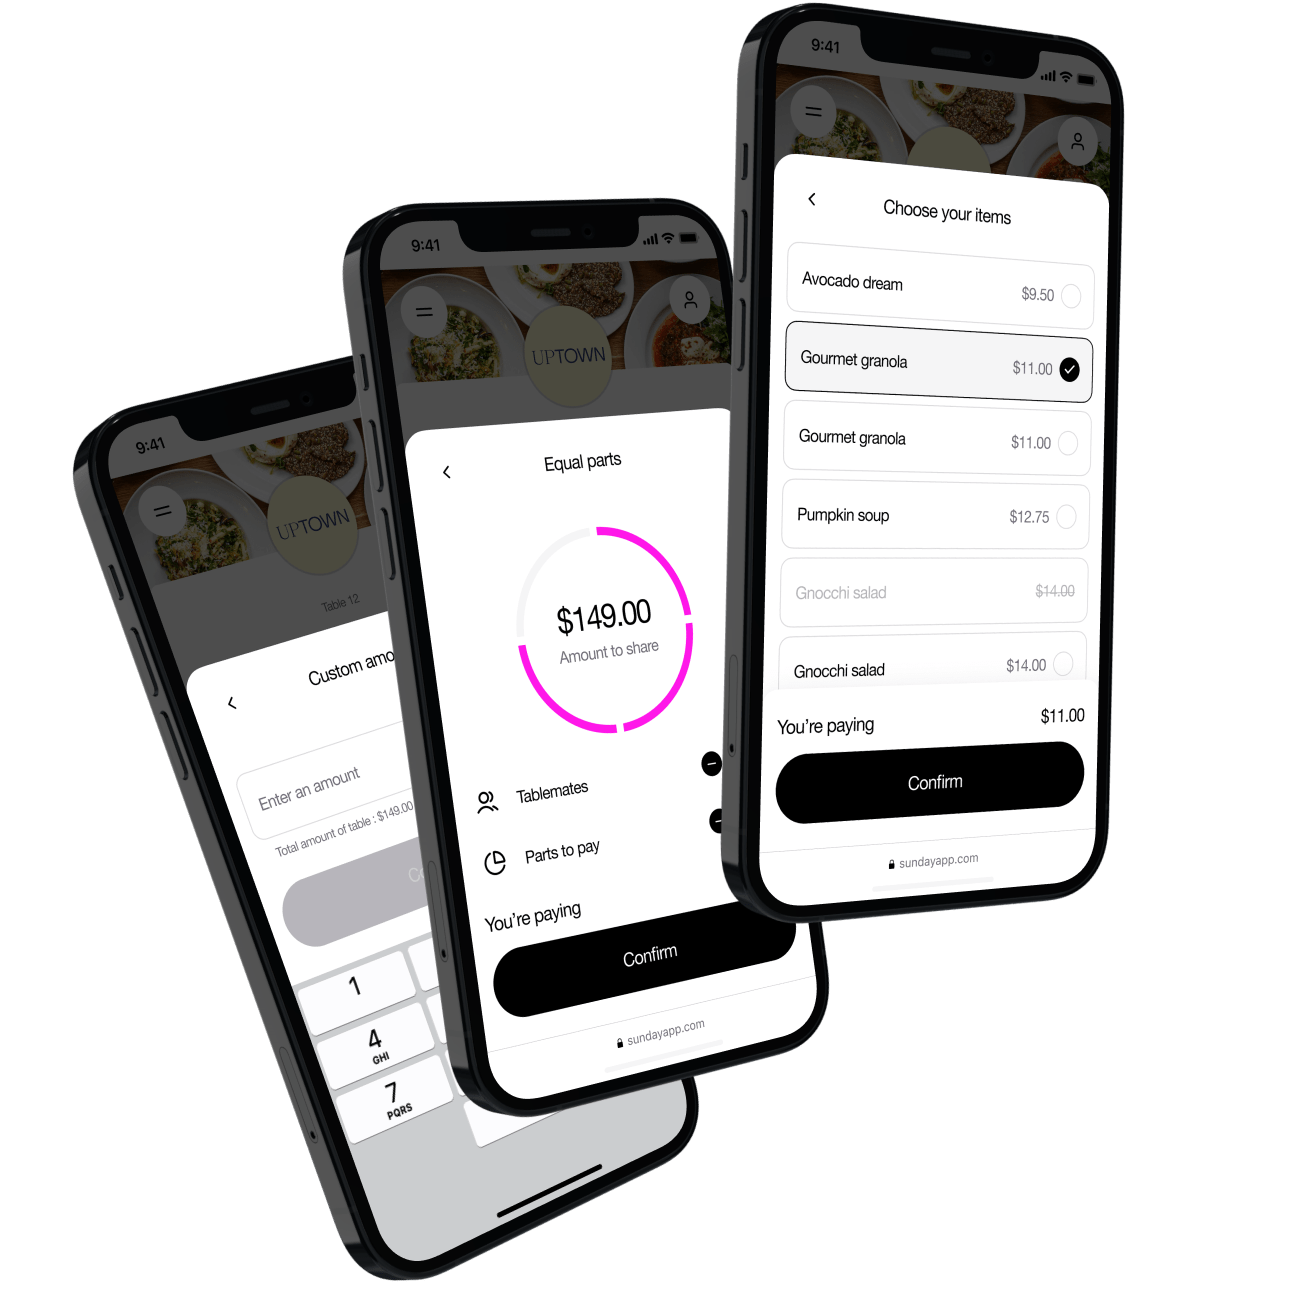 9:41
UPTOWN
Table 12
Custom amo
Enter an amount
Total amount of table : $149.00
Co
1
4
GHI
7
PQRS
9:41
UPTOWN
Equal parts
$149.00
Amount to share
Tablemates
Parts to pay
You're paying
Confirm
sundayapp.com
9:41
Choose your items
Avocado dream $9.50
Gourmet granola $11.00
Gourmet granola $11.00
Pumpkin soup $12.75
Gnocchi salad $14.00
Gnocchi salad $14.00
You're paying $11.00
Confirm
sundayapp.com